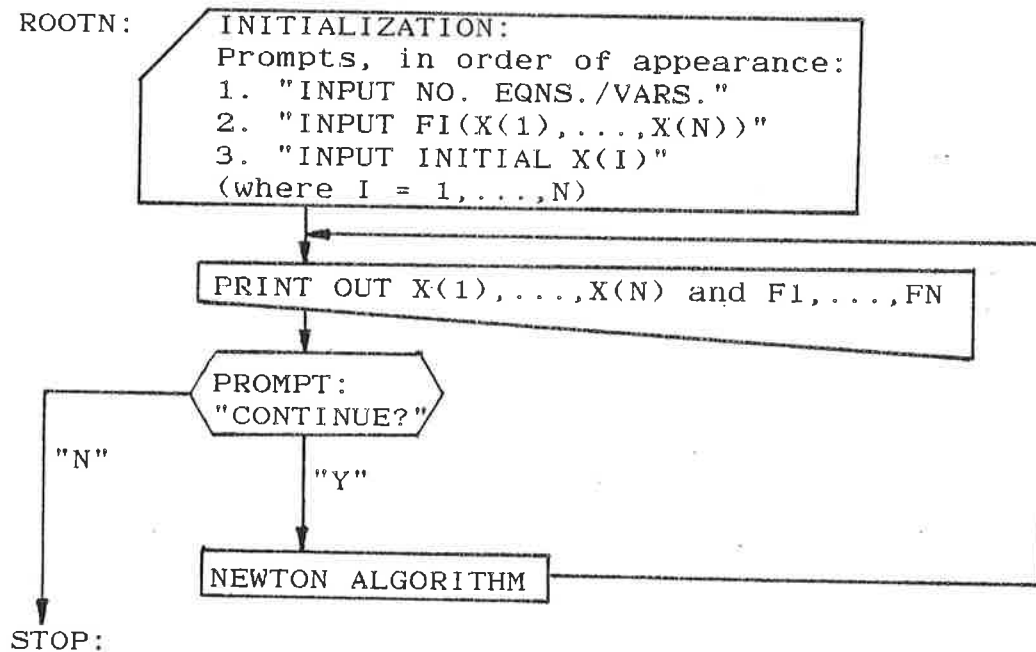 ROOTN:
INITIALIZATION:
Prompts, in order of appearance:
1. "INPUT NO. EQNS./VARS."
2. "INPUT FI(X(1),...,X(N))"
3. "INPUT INITIAL X(I)"
(where I = 1,...,N)
PRINT OUT X(1),...,X(N) and F1,...,FN
PROMPT:
"CONTINUE?"
"N"
"Y"
NEWTON ALGORITHM
STOP: